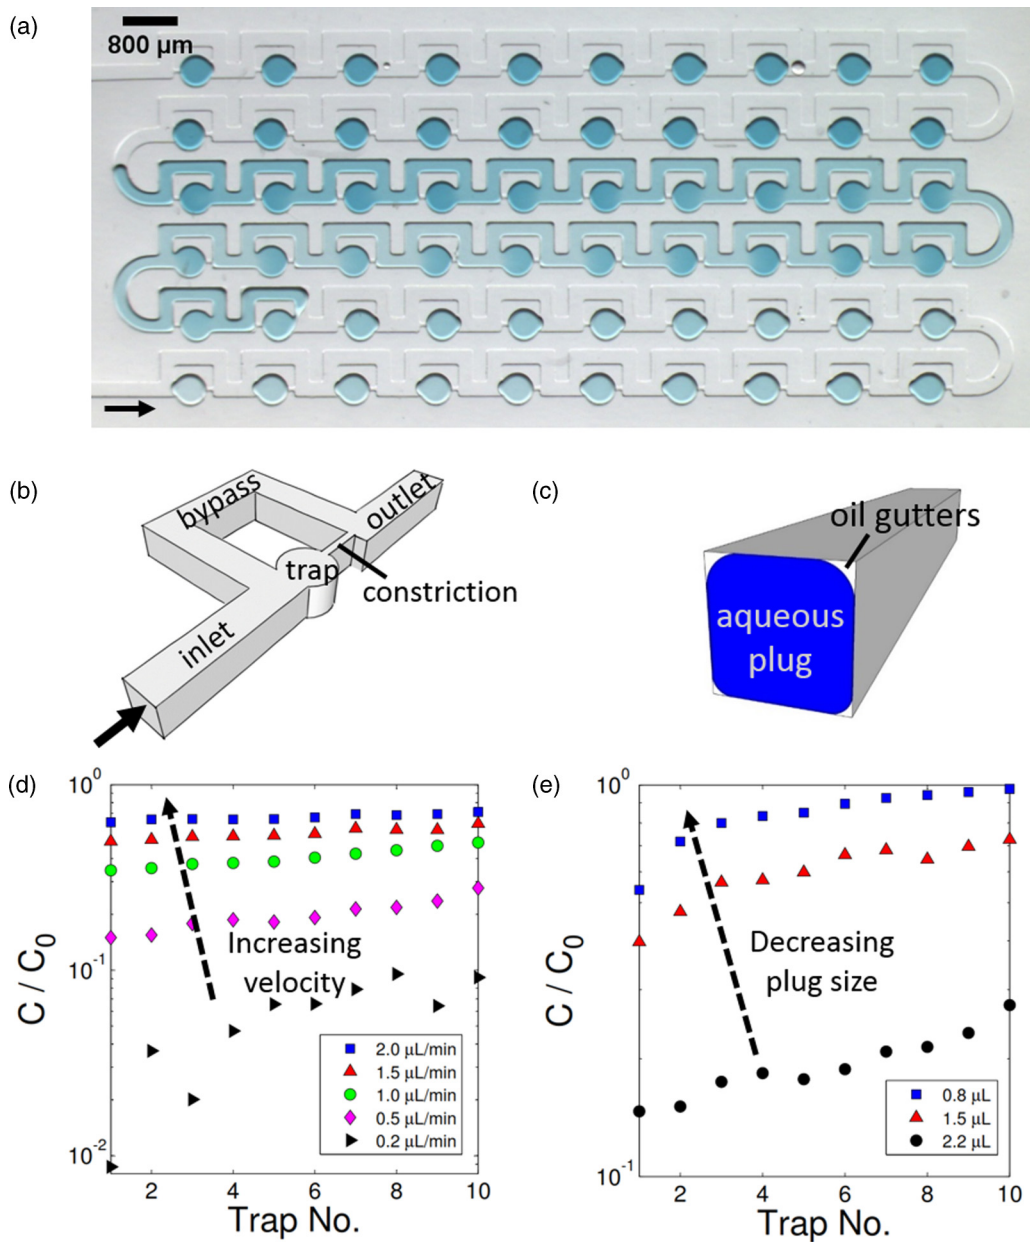 (a)
800 µm
(b)
bypass
outlet
trap
constriction
inlet
(c)
oil gutters
aqueous
plug
(d)
10⁰
10⁻¹
10⁻²
C / C₀
Increasing
velocity
2.0 µL/min
1.5 µL/min
1.0 µL/min
0.5 µL/min
0.2 µL/min
2 4 6 8 10
Trap No.
(e)
10⁰
10⁻¹
C / C₀
Decreasing
plug size
0.8 µL
1.5 µL
2.2 µL
2 4 6 8 10
Trap No.